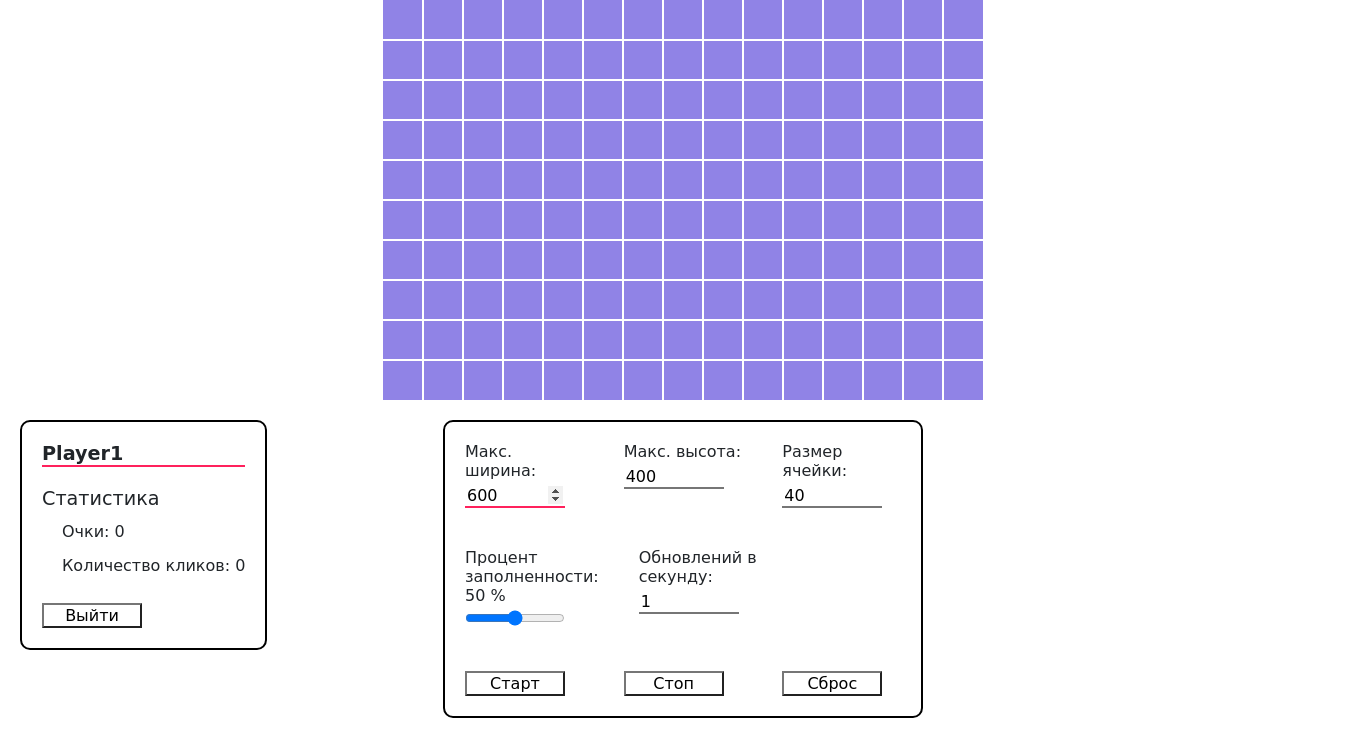 Player1
Статистика
Очки: 0
Количество кликов: 0
Выйти
Макс.
ширина:
600
Макс. высота:
400
Размер
ячейки:
40
Процент
заполненности:
50 %
Обновлений в
секунду:
1
Старт
Стоп
Сброс